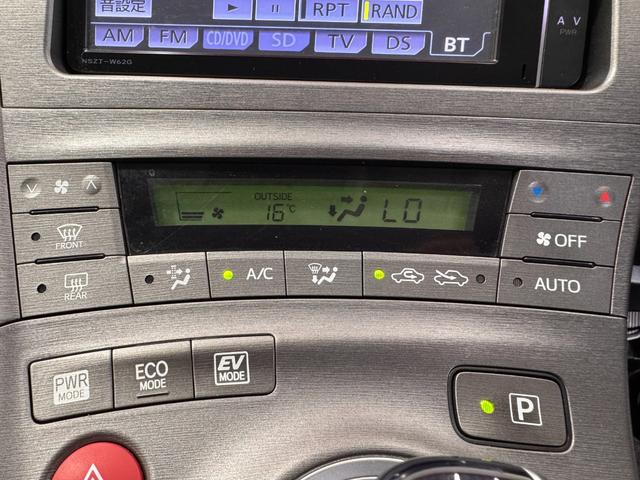 音設定 RPT RAND
AM FM CD/DVD SD TV DS BT
NSZT-W62G
A V
PWR
OUTSIDE
16℃ LO
FRONT
OFF
REAR
A/C
AUTO
PWR MODE
ECO MODE
EV MODE
P